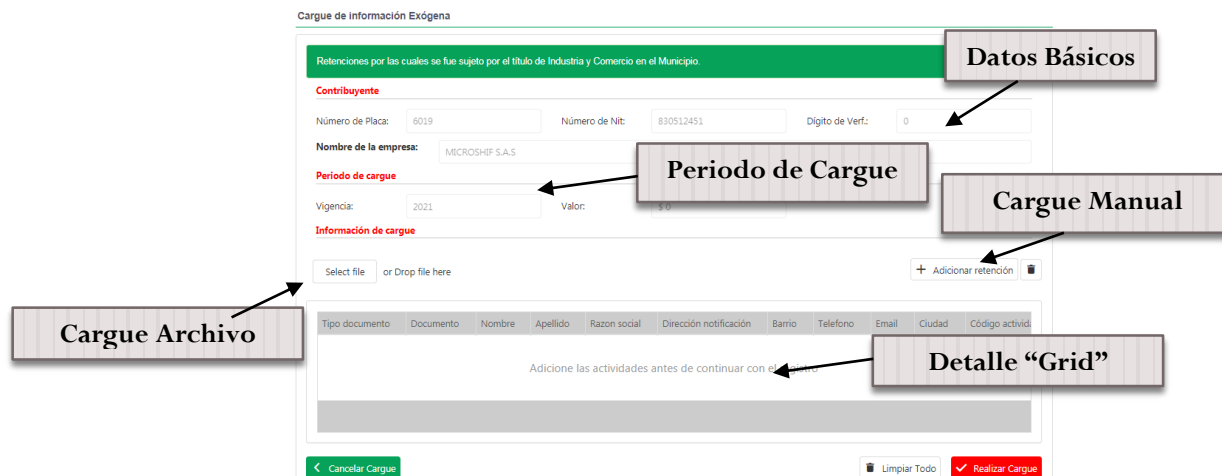 Cargue de información Exógena
Retenciones por las cuales se fue sujeto por el título de Industria y Comercio en el Municipio.
Datos Básicos
Contribuyente
Número de Placa: 6019 Número de Nit: 830512451 Dígito de Verf.: 0
Nombre de la empresa: MICROSHIF S.A.S
Periodo de Cargue
Periodo de cargue
Cargue Manual
Vigencia: 2021 Valor: $ 0
Información de cargue
Select file or Drop file here + Adicionar retención
Cargue Archivo
Tipo documento Documento Nombre Apellido Razon social Dirección notificación Barrio Telefono Email Ciudad Código activida
Adicione las actividades antes de continuar con el registro
Detalle “Grid”
Cancelar Cargue Limpiar Todo Realizar Cargue